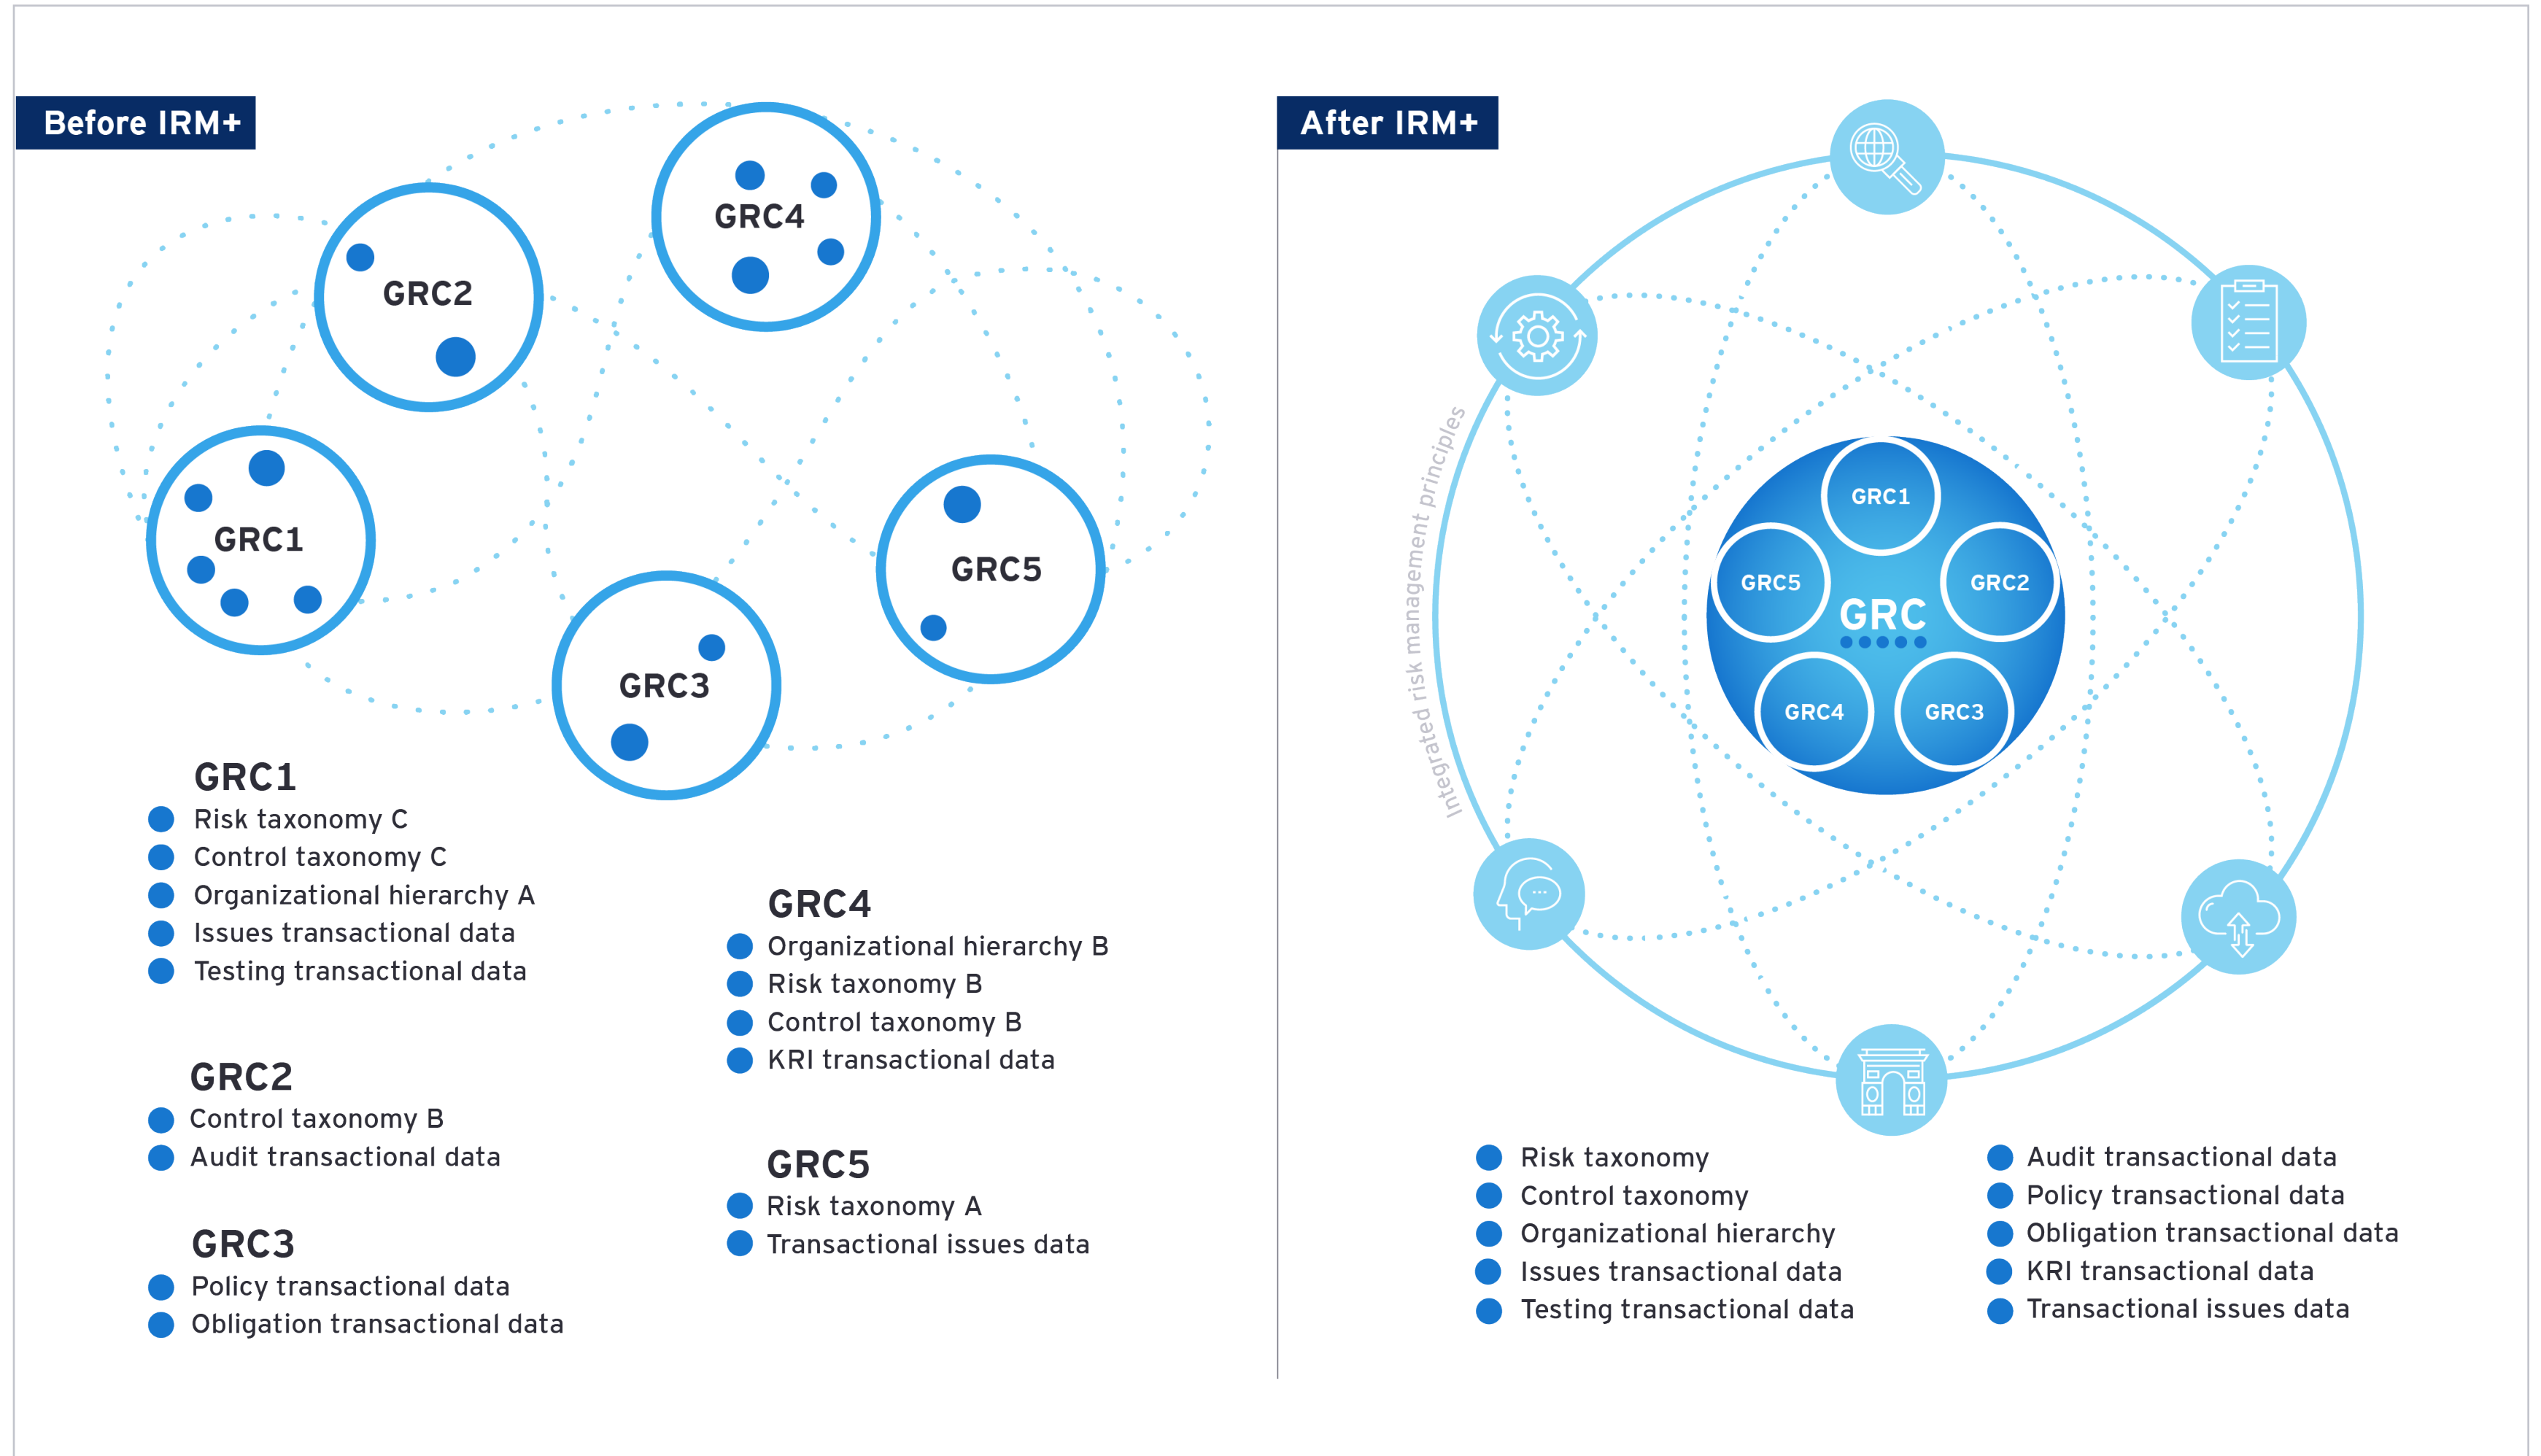 Before IRM+
GRC4
GRC2
GRC1
GRC5
GRC3
GRC1
Risk taxonomy C
Control taxonomy C
Organizational hierarchy A
Issues transactional data
Testing transactional data
GRC2
Control taxonomy B
Audit transactional data
GRC3
Policy transactional data
Obligation transactional data
GRC4
Organizational hierarchy B
Risk taxonomy B
Control taxonomy B
KRI transactional data
GRC5
Risk taxonomy A
Transactional issues data
After IRM+
Integrated risk management principles
GRC1
GRC5
GRC2
GRC
GRC4
GRC3
Risk taxonomy
Control taxonomy
Organizational hierarchy
Issues transactional data
Testing transactional data
Audit transactional data
Policy transactional data
Obligation transactional data
KRI transactional data
Transactional issues data